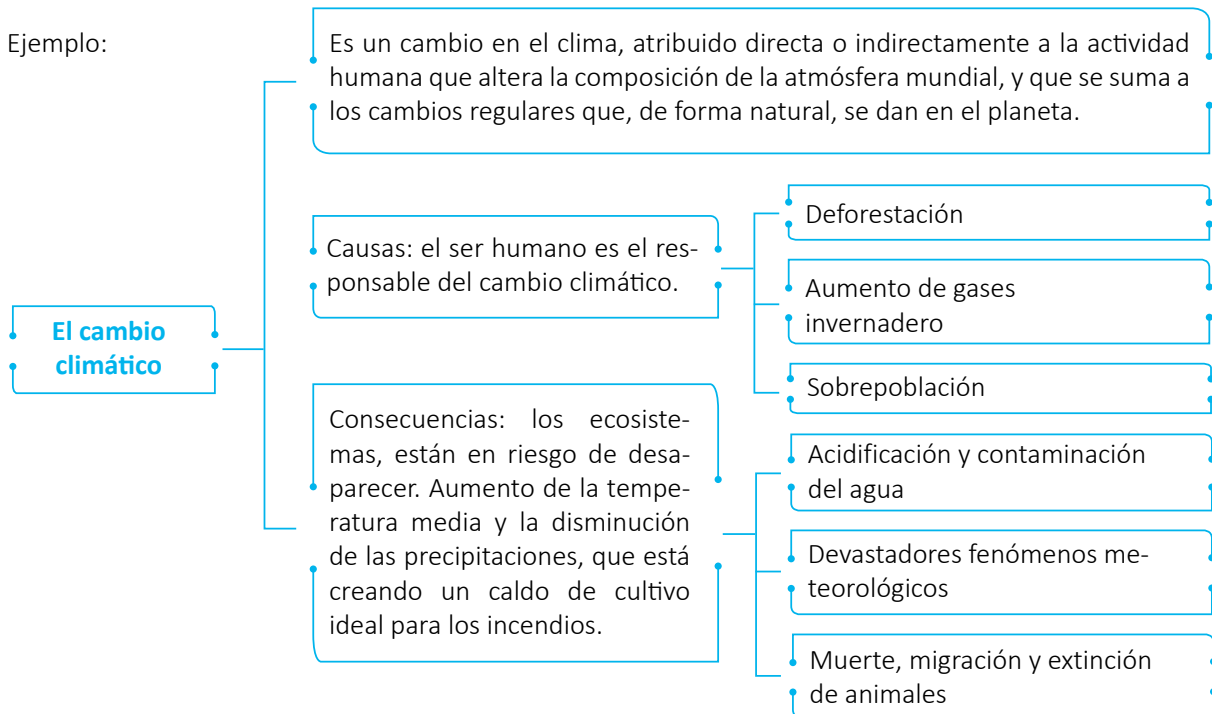 Ejemplo:
Es un cambio en el clima, atribuido directa o indirectamente a la actividad
humana que altera la composición de la atmósfera mundial, y que se suma a
los cambios regulares que, de forma natural, se dan en el planeta.
El cambio
climático
Causas: el ser humano es el res-
ponsable del cambio climático.
Deforestación
Aumento de gases
invernadero
Sobrepoblación
Consecuencias: los ecosiste-
mas, están en riesgo de desa-
parecer. Aumento de la tempe-
ratura media y la disminución
de las precipitaciones, que está
creando un caldo de cultivo
ideal para los incendios.
Acidificación y contaminación
del agua
Devastadores fenómenos me-
teorológicos
Muerte, migración y extinción
de animales